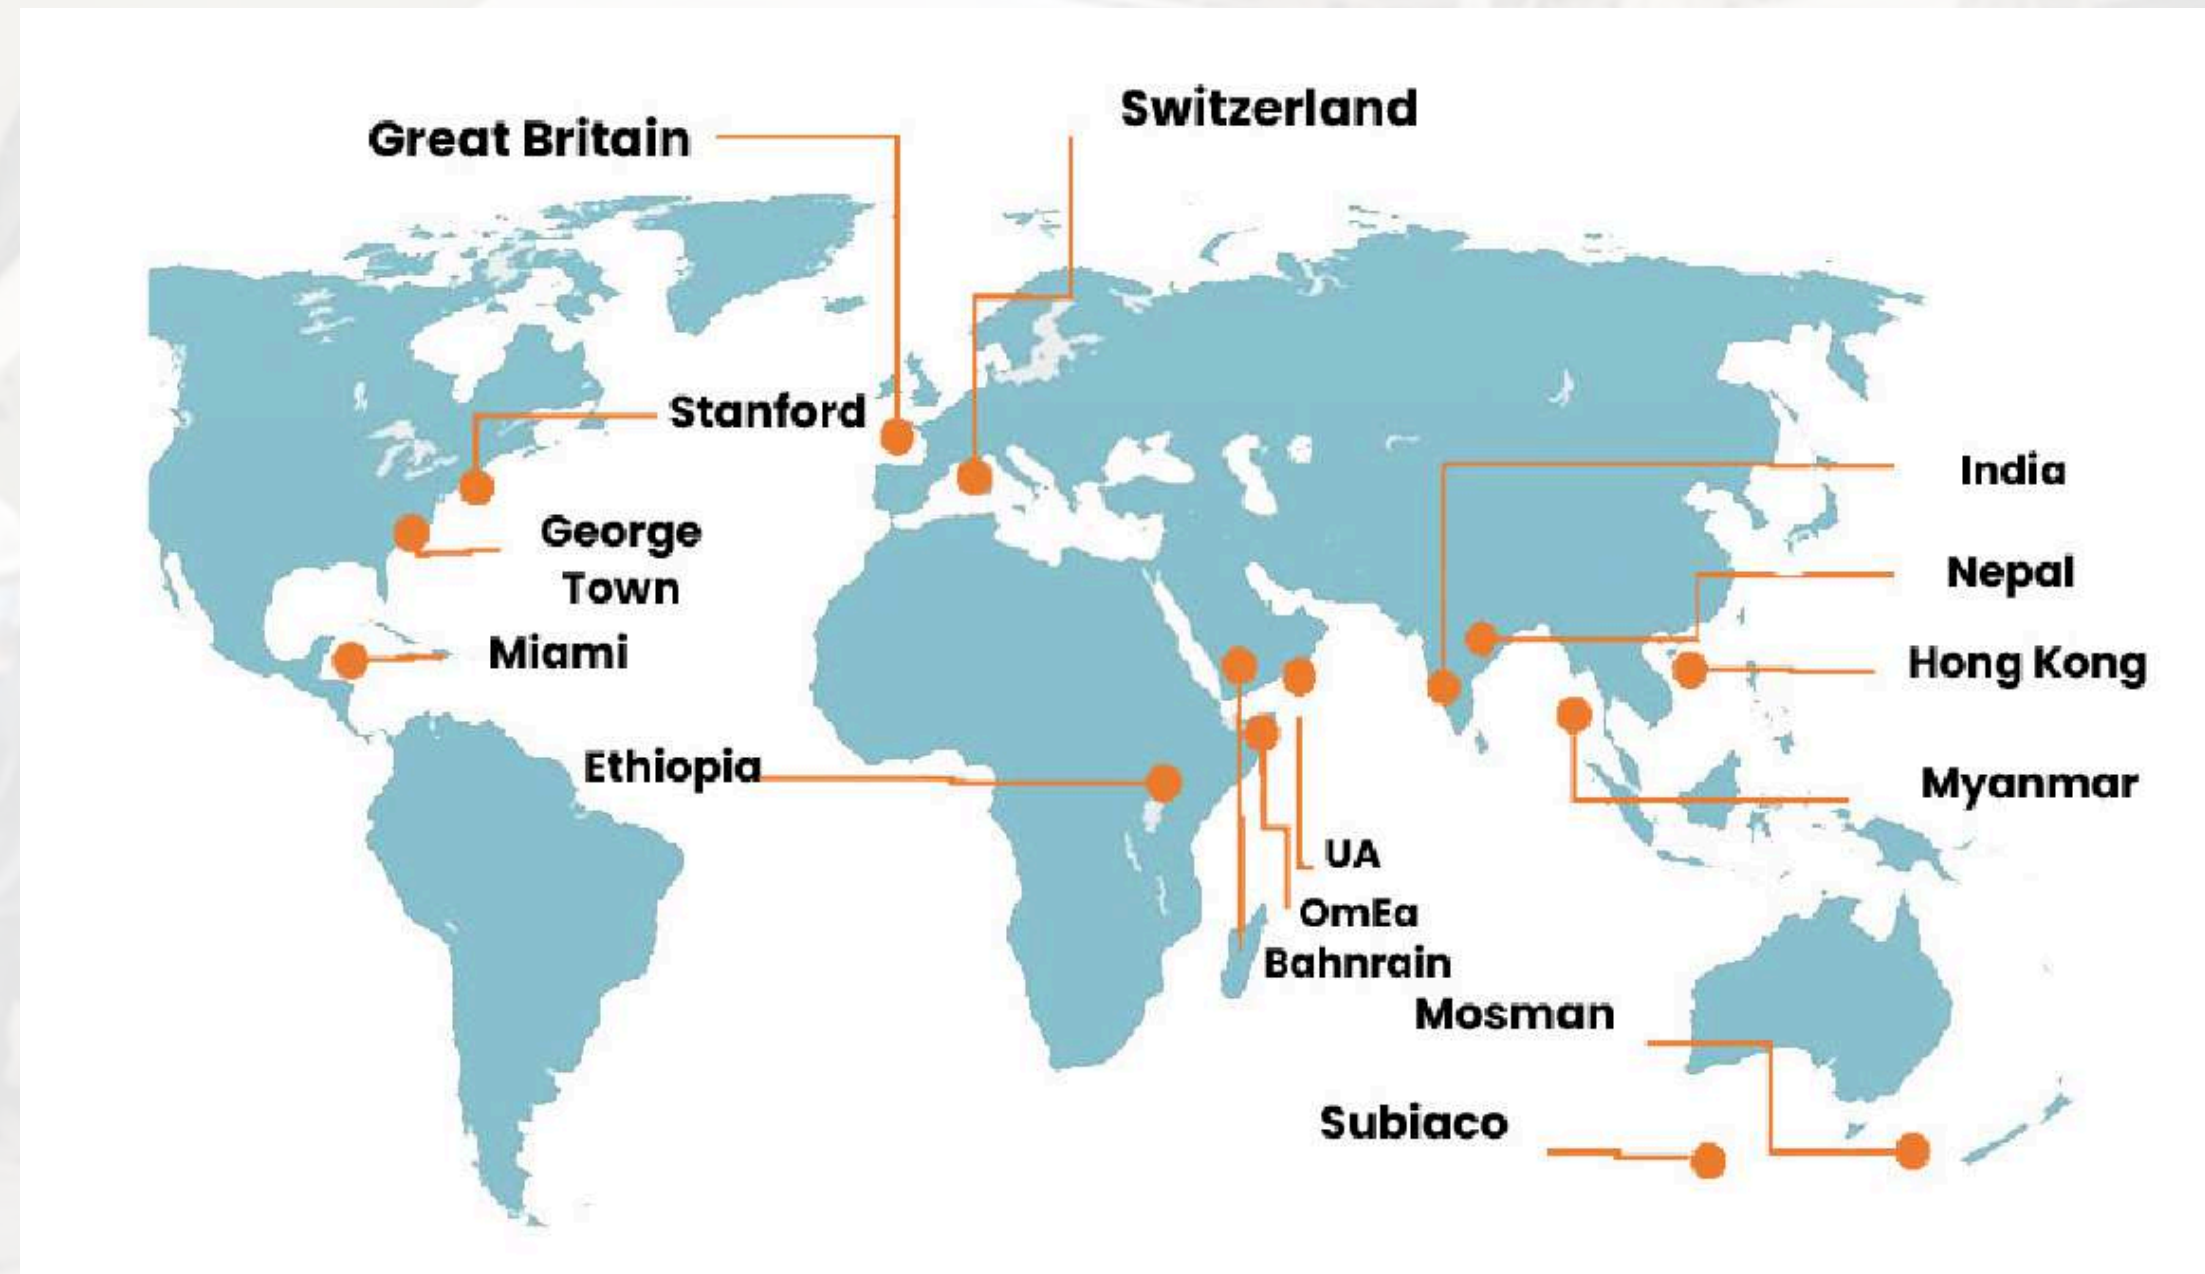 Switzerland
Great Britain
Stanford
India
George
Town
Nepal
Miami
Hong Kong
Ethiopia
Myanmar
UA
OmEa
Bahnrain
Mosman
Subiaco